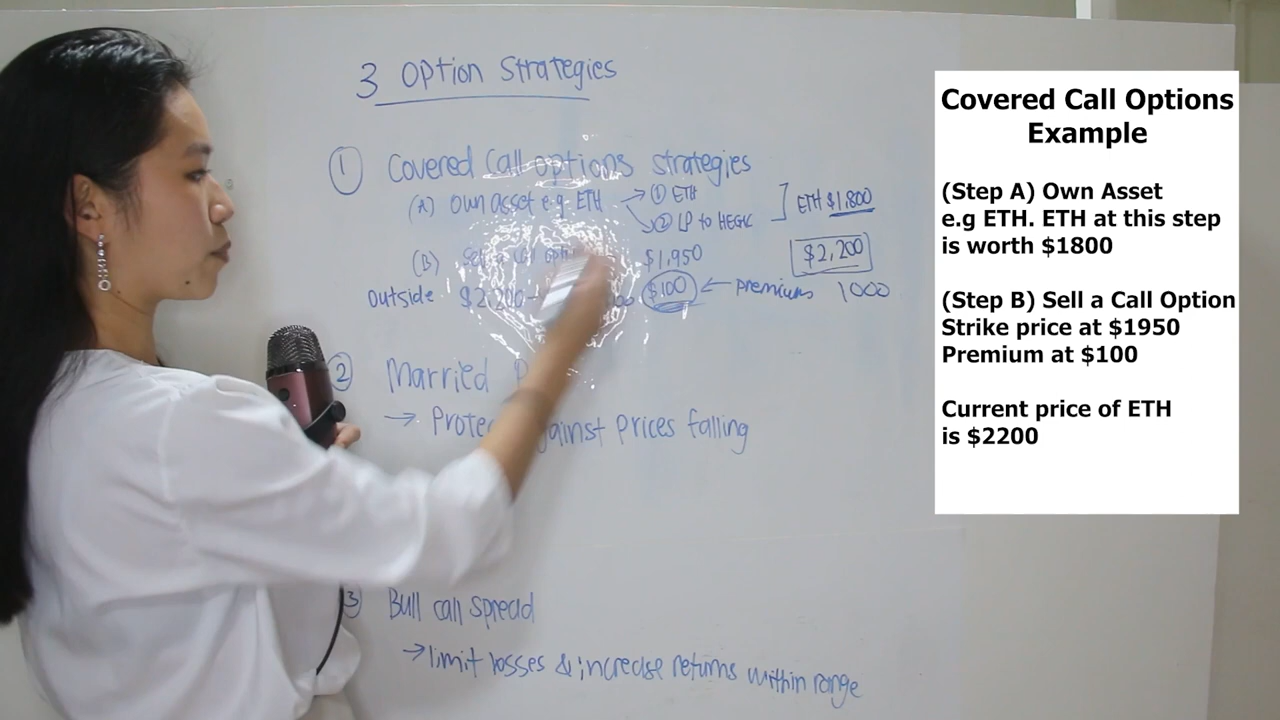 3 Option Strategies
① Covered Call options strategies
(A) Own asset e.g ETH → ① ETH
↘ ② LP to HEGIC
] ETH $1800
(B) Sell a call
$1,950
$2,200
Outside $2,200 -
$100 ← premiums 1000
② Married
→ against prices falling
3 Bull call spread
→ limit losses & increase returns within range
Covered Call Options
Example
(Step A) Own Asset
e.g ETH. ETH at this step
is worth $1800
(Step B) Sell a Call Option
Strike price at $1950
Premium at $100
Current price of ETH
is $2200